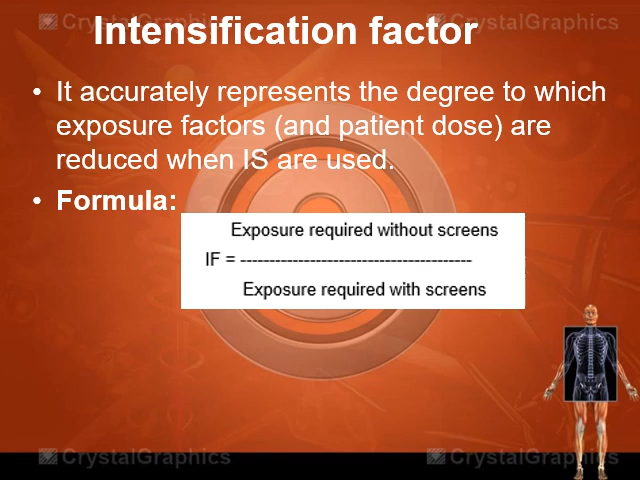 CrystalGraphics CrystalGraphics
Intensification factor
• It accurately represents the degree to which
exposure factors (and patient dose) are
reduced when IS are used.
• Formula:
Exposure required without screens
IF = ----------------------------------------
Exposure required with screens
CrystalGraphics CrystalGraphics